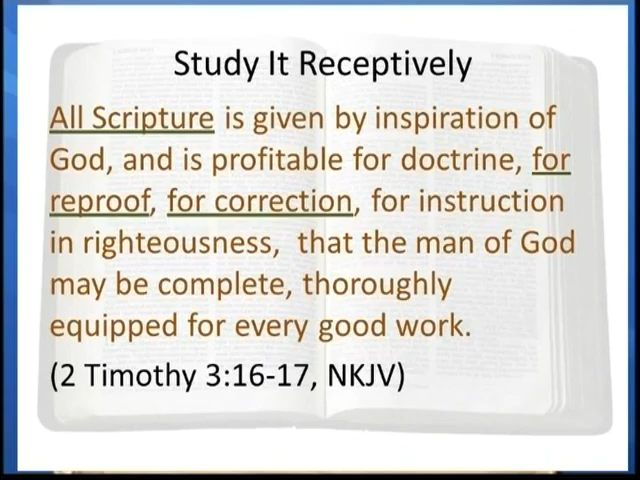 Study It Receptively
All Scripture is given by inspiration of
God, and is profitable for doctrine, for
reproof, for correction, for instruction
in righteousness,  that the man of God
may be complete, thoroughly
equipped for every good work.
(2 Timothy 3:16-17, NKJV)